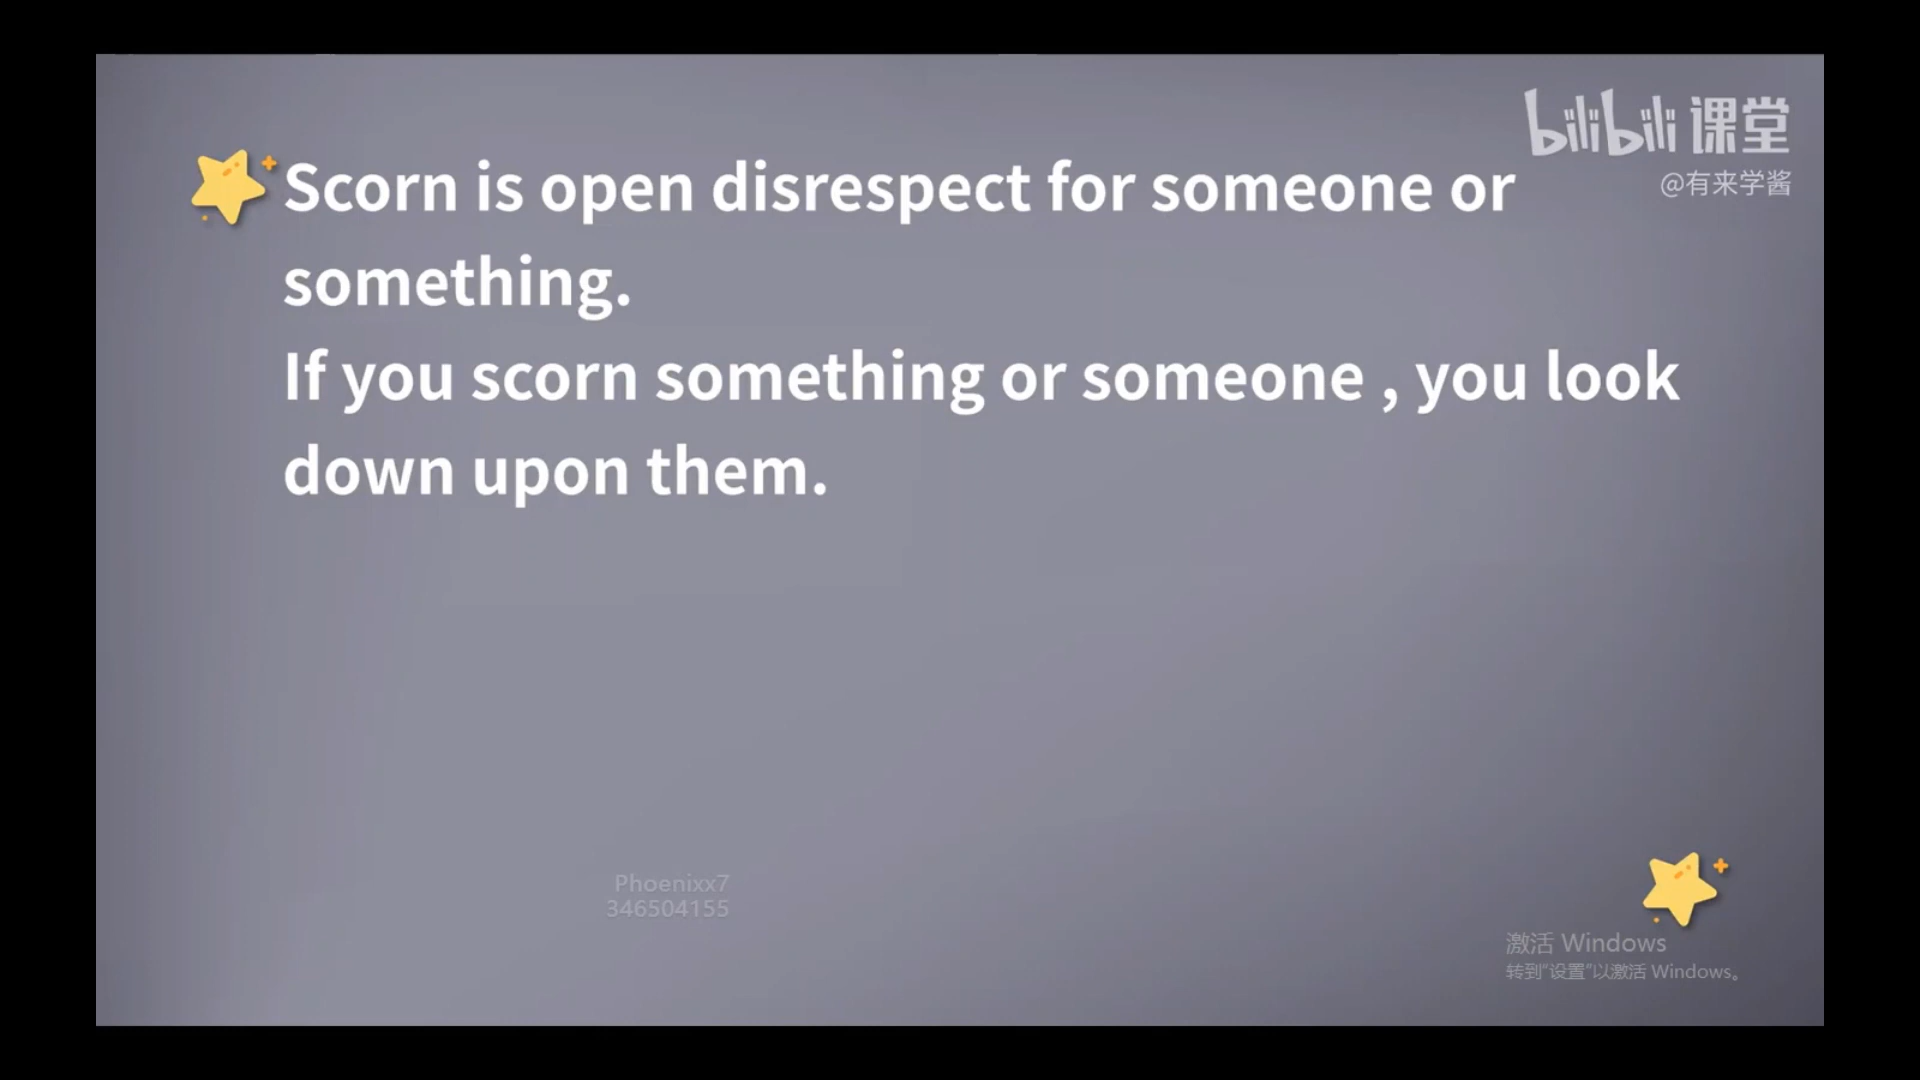 bilibili 课堂
@有来学酱
Scorn is open disrespect for someone or
something.
If you scorn something or someone , you look
down upon them.
Phoenixx7
346504155
激活 Windows
转到“设置”以激活 Windows。